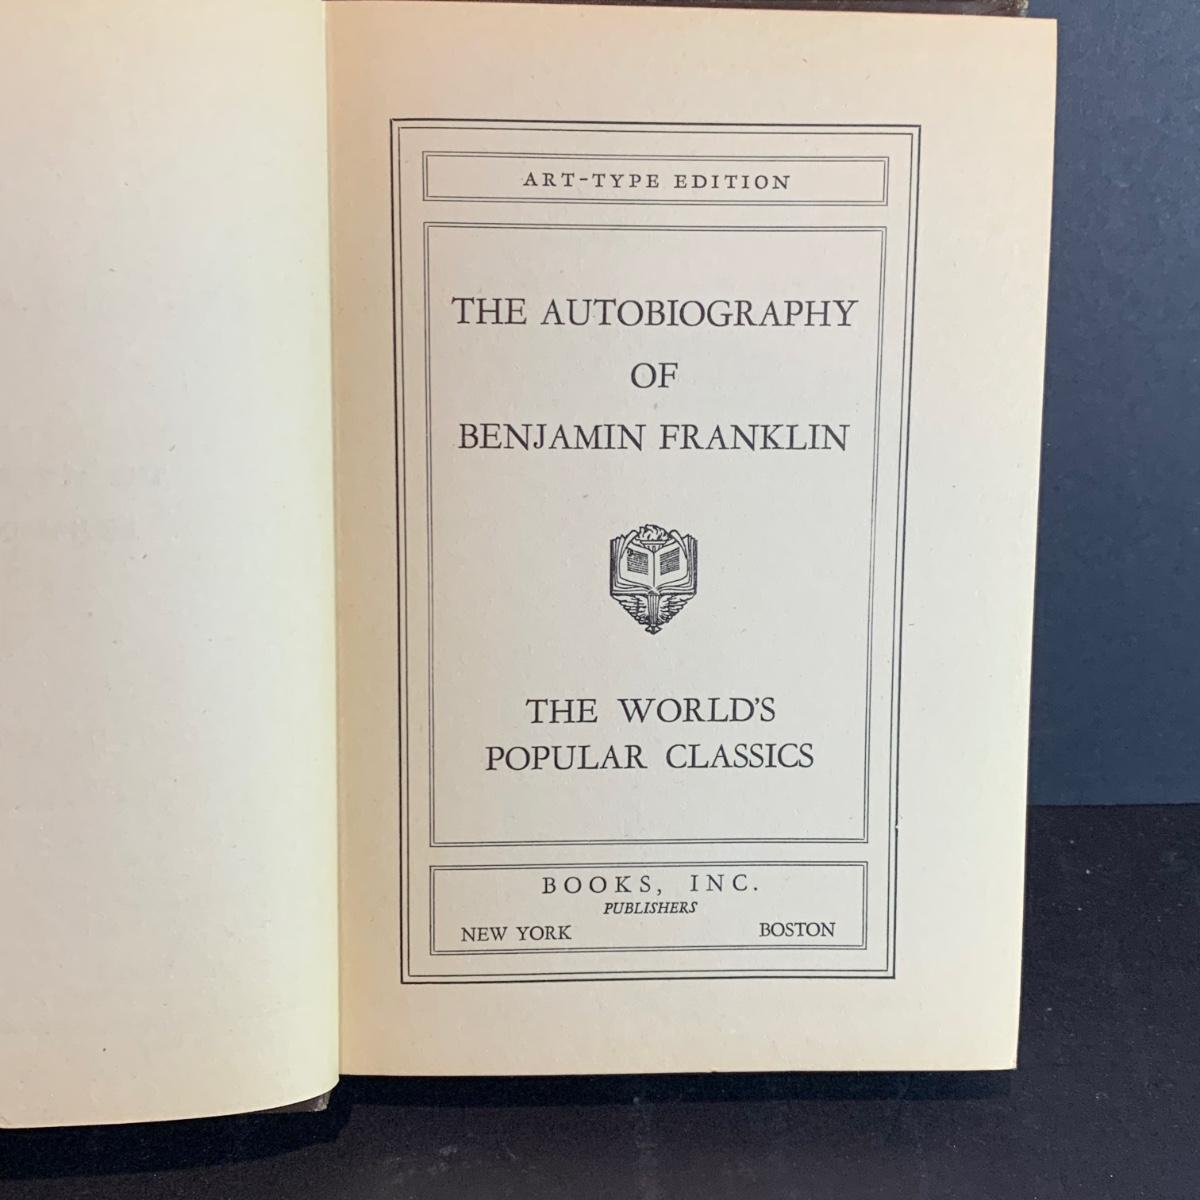 ART-TYPE EDITION
THE AUTOBIOGRAPHY
OF
BENJAMIN FRANKLIN
THE WORLD'S
POPULAR CLASSICS
BOOKS, INC.
PUBLISHERS
NEW YORK BOSTON